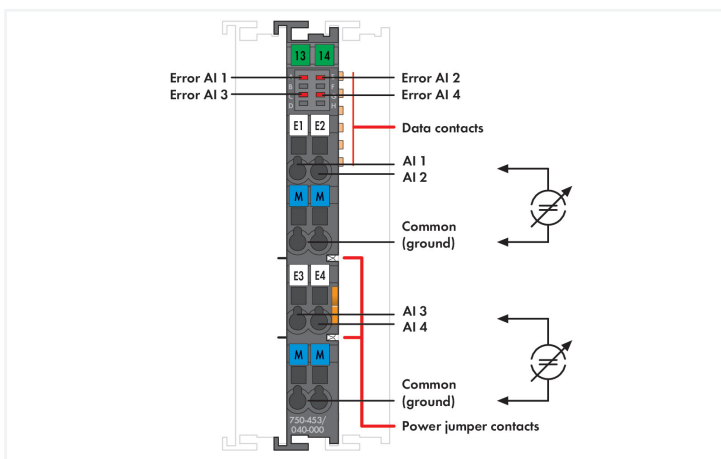 13 14
Error AI 1
Error AI 2
Error AI 3
Error AI 4
A E
B F
C G
D H
Data contacts
E1 E2
AI 1
AI 2
M M
Common
(ground)
E3 E4
AI 3
AI 4
M M
Common
(ground)
750-453/
040-000
Power jumper contacts